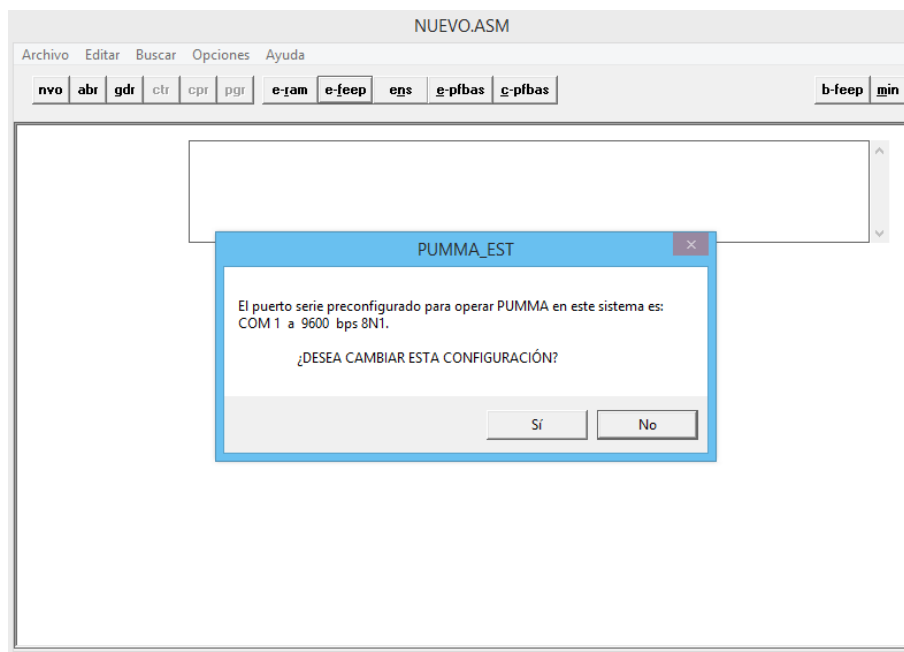 NUEVO.ASM
Archivo Editar Buscar Opciones Ayuda
nvo abr gdr ctr cpr pgr e-ram e-feep ens e-pfbas c-pfbas b-feep min
PUMMA_EST
El puerto serie preconfigurado para operar PUMMA en este sistema es:
COM 1 a 9600 bps 8N1.
¿DESEA CAMBIAR ESTA CONFIGURACIÓN?
Sí No